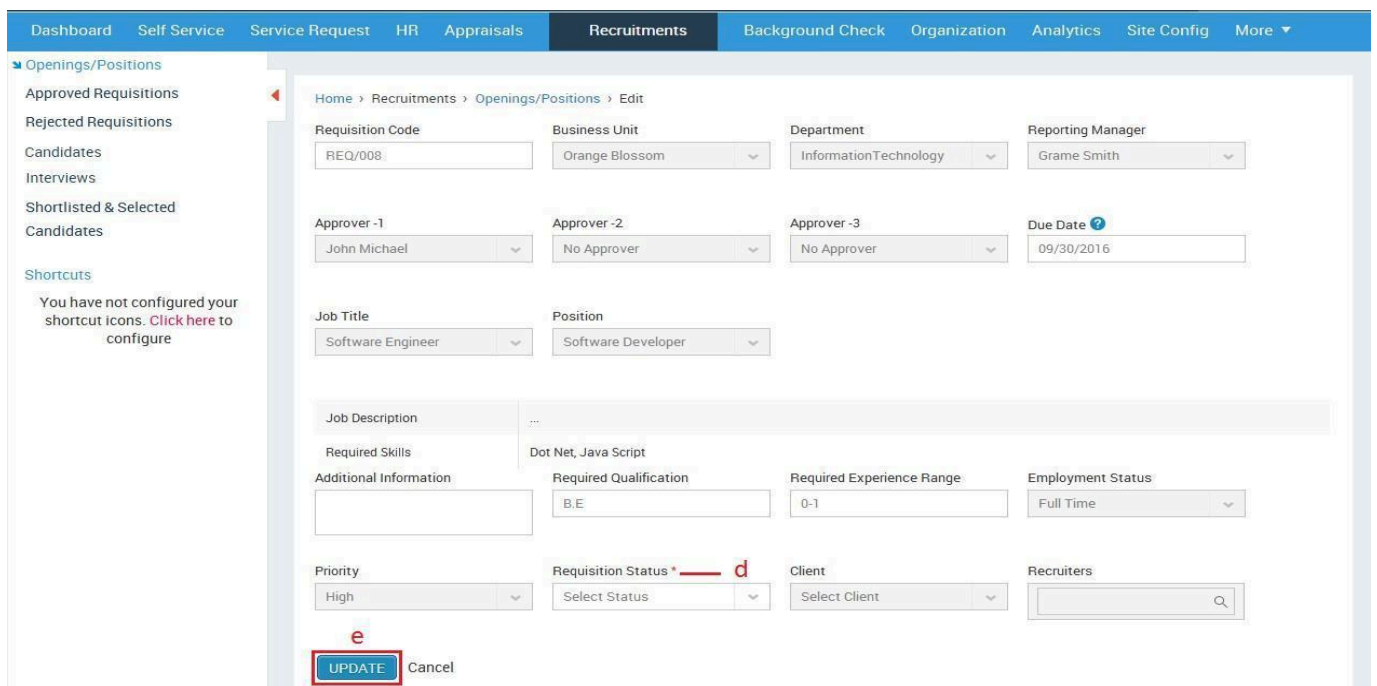 Dashboard Self Service Service Request HR Appraisals Recruitments Background Check Organization Analytics Site Config More
Openings/Positions
Approved Requisitions
Rejected Requisitions
Candidates
Interviews
Shortlisted & Selected
Candidates
Shortcuts
You have not configured your
shortcut icons. Click here to
configure
Home › Recruitments › Openings/Positions › Edit
Requisition Code Business Unit Department Reporting Manager
REQ/008 Orange Blossom InformationTechnology Grame Smith
Approver -1 Approver -2 Approver -3 Due Date ?
John Michael No Approver No Approver 09/30/2016
Job Title Position
Software Engineer Software Developer
Job Description ...
Required Skills Dot Net, Java Script
Additional Information Required Qualification Required Experience Range Employment Status
B.E 0-1 Full Time
Priority Requisition Status * d Client Recruiters
High Select Status Select Client
e
UPDATE Cancel